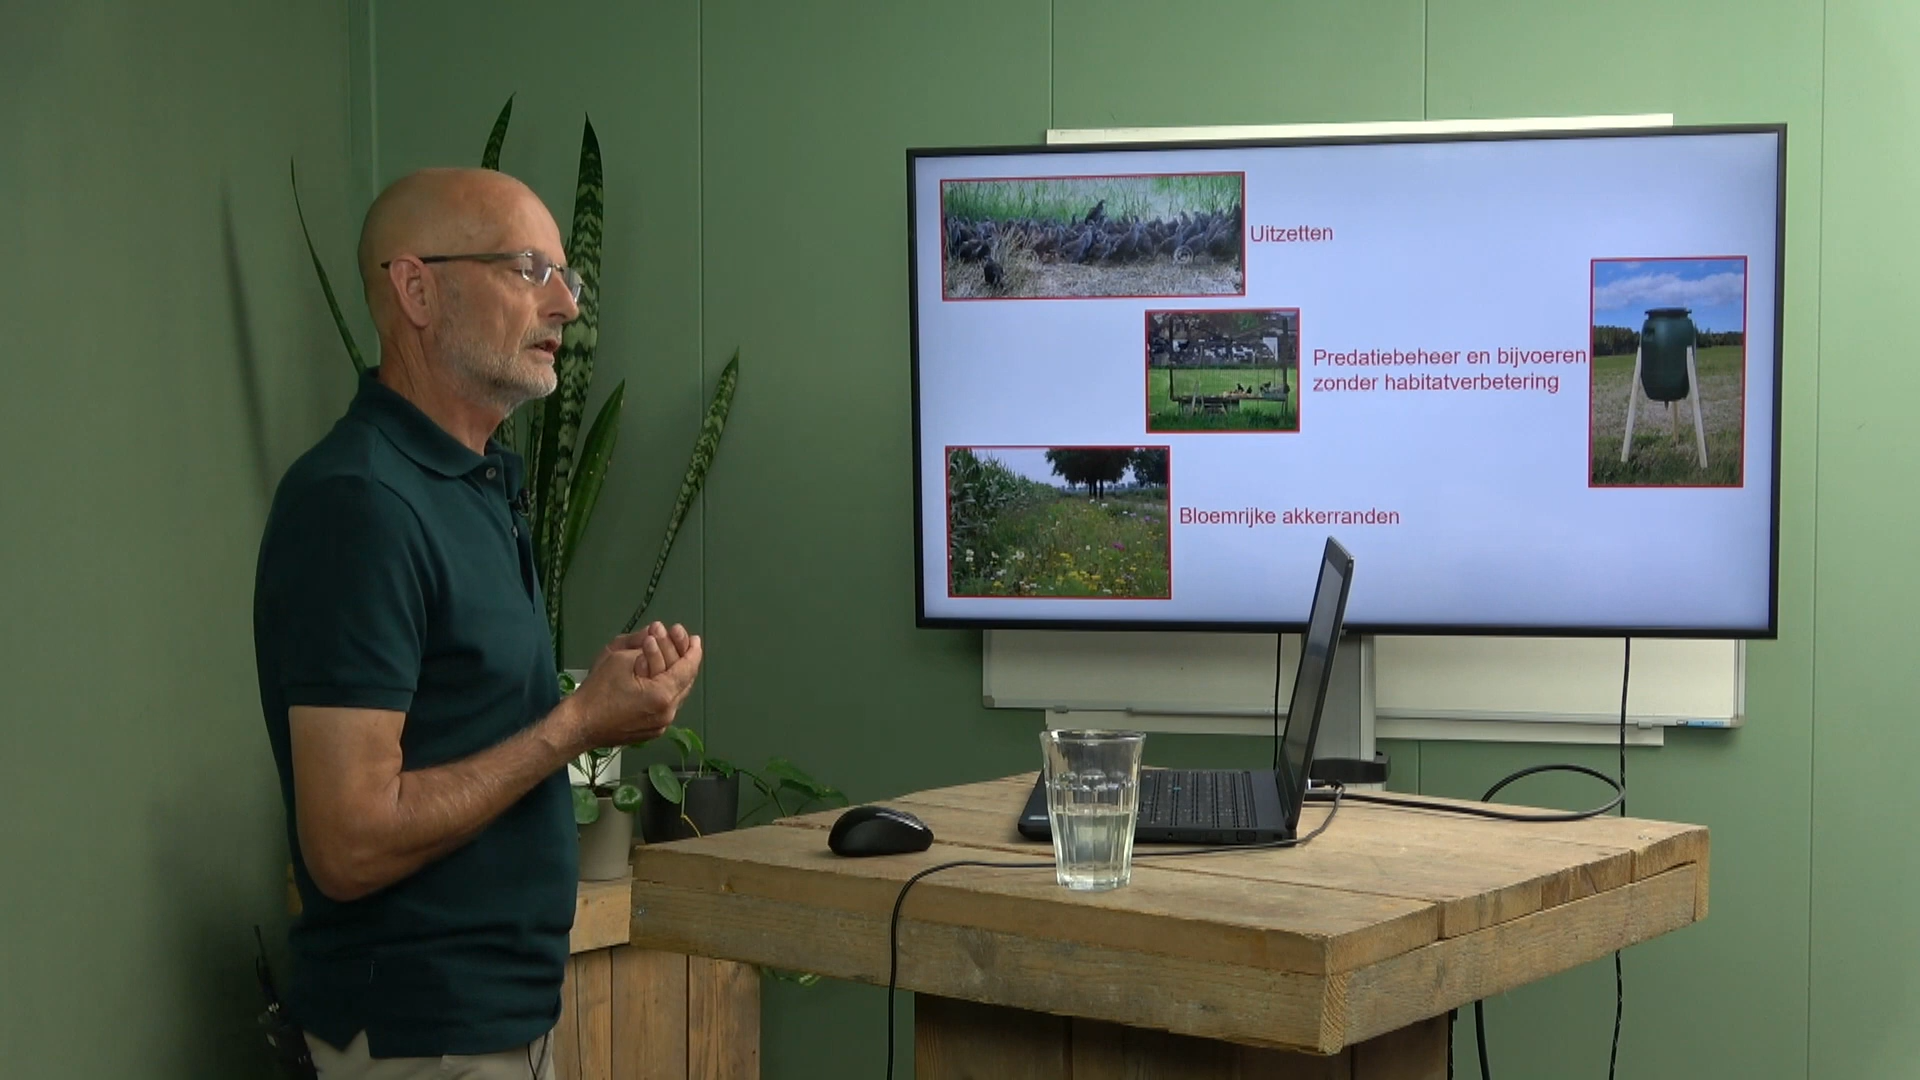 Uitzetten
Predatiebeheer en bijvoeren
zonder habitatverbetering
Bloemrijke akkerranden